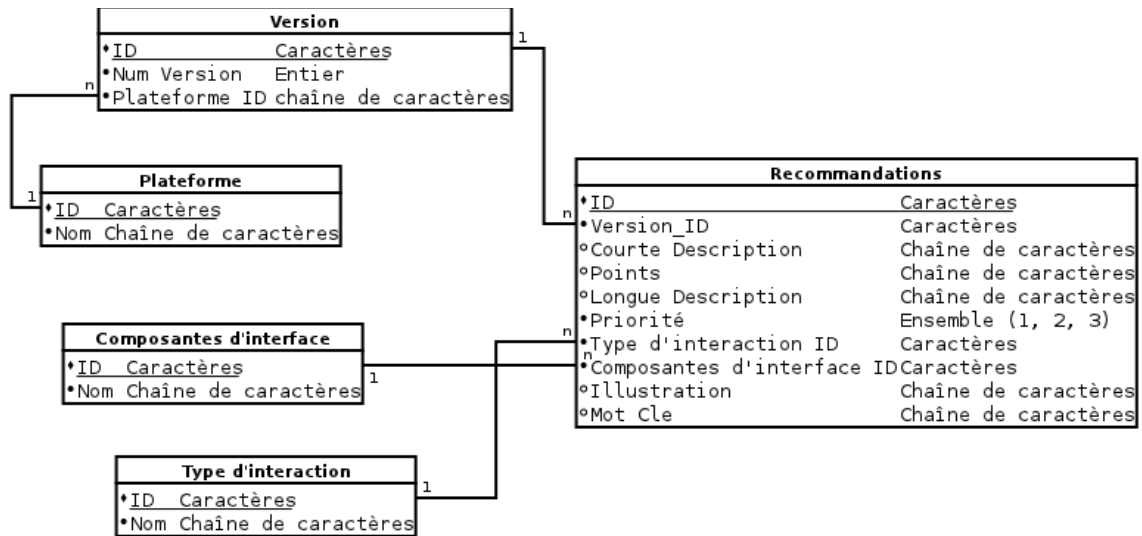 Version
ID Caractères
Num Version Entier
Plateforme ID chaîne de caractères
1
n
Plateforme
1
ID Caractères
Nom Chaîne de caractères
Recommandations
ID Caractères
n
Version_ID Caractères
Courte Description Chaîne de caractères
Points Chaîne de caractères
Longue Description Chaîne de caractères
Priorité Ensemble (1, 2, 3)
n
Type d'interaction ID Caractères
n
Composantes d'interface ID Caractères
Illustration Chaîne de caractères
Mot Cle Chaîne de caractères
Composantes d'interface
ID Caractères
1
Nom Chaîne de caractères
Type d'interaction
1
ID Caractères
Nom Chaîne de caractères